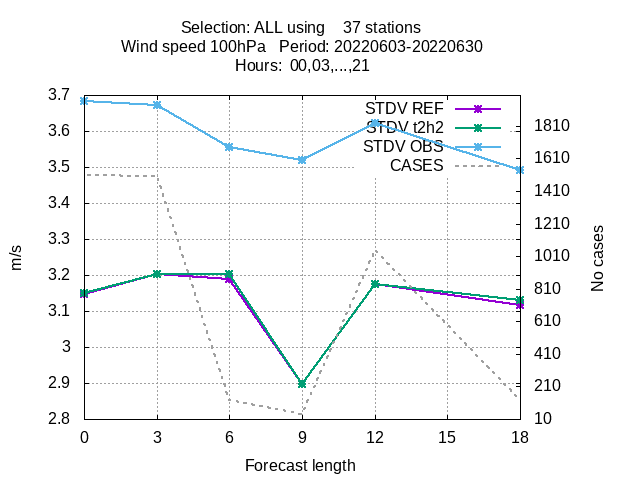 Selection: ALL using    37 stations
Wind speed 100hPa   Period: 20220603-20220630
Hours:  00,03,...,21
STDV REF
STDV t2h2
STDV OBS
CASES
3.7
3.6
3.5
3.4
3.3
3.2
3.1
3
2.9
2.8
1810
1610
1410
1210
1010
810
610
410
210
10
0 3 6 9 12 15 18
m/s
No cases
Forecast length